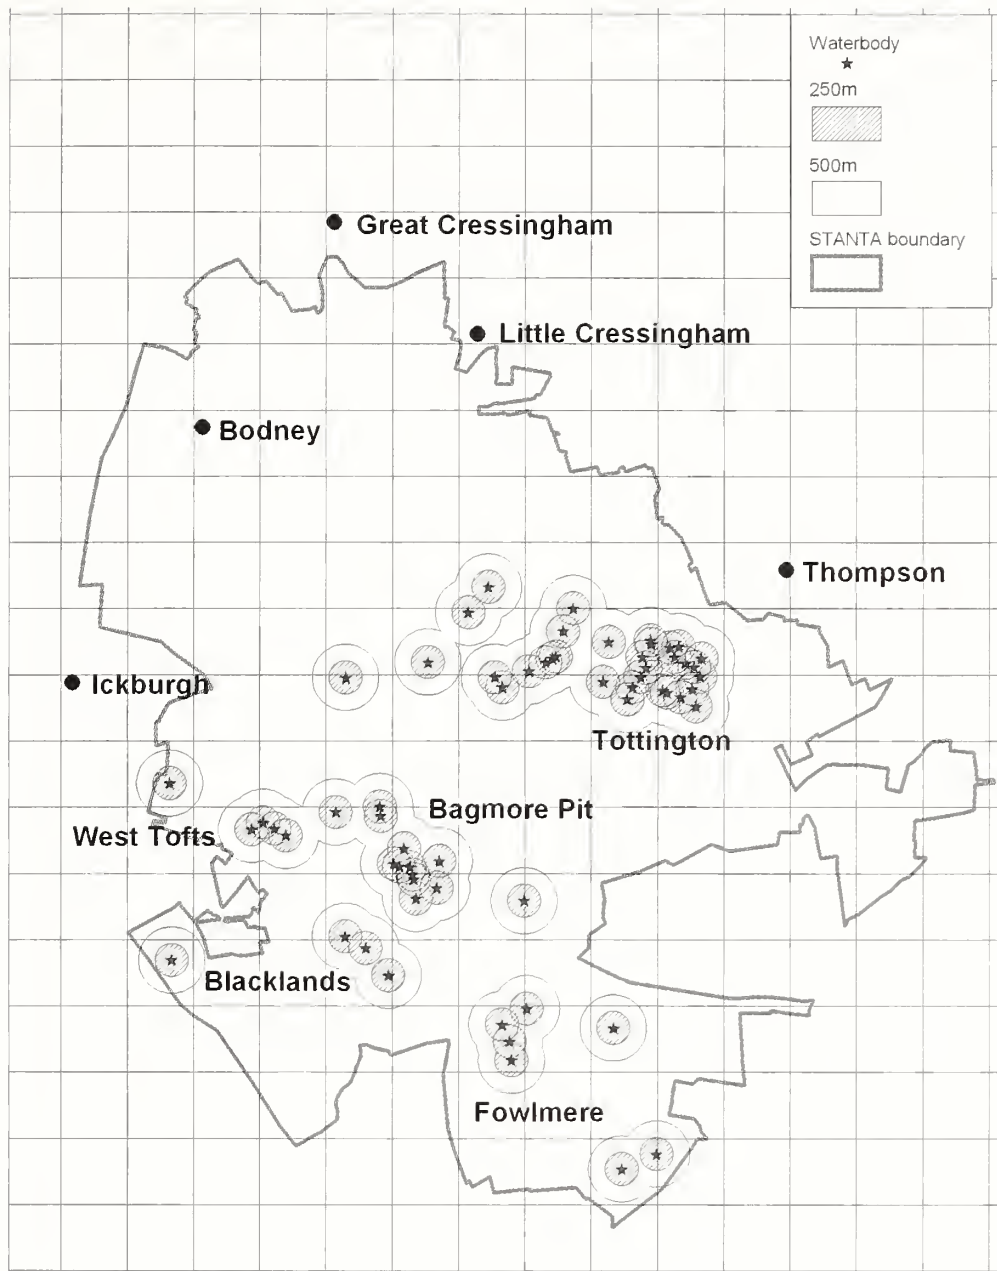 Waterbody
250m
500m
STANTA boundary
Great Cressingham
Little Cressingham
Bodney
Thompson
Ickburgh
Tottington
Bagmore Pit
West Tofts
Blacklands
Fowlmere